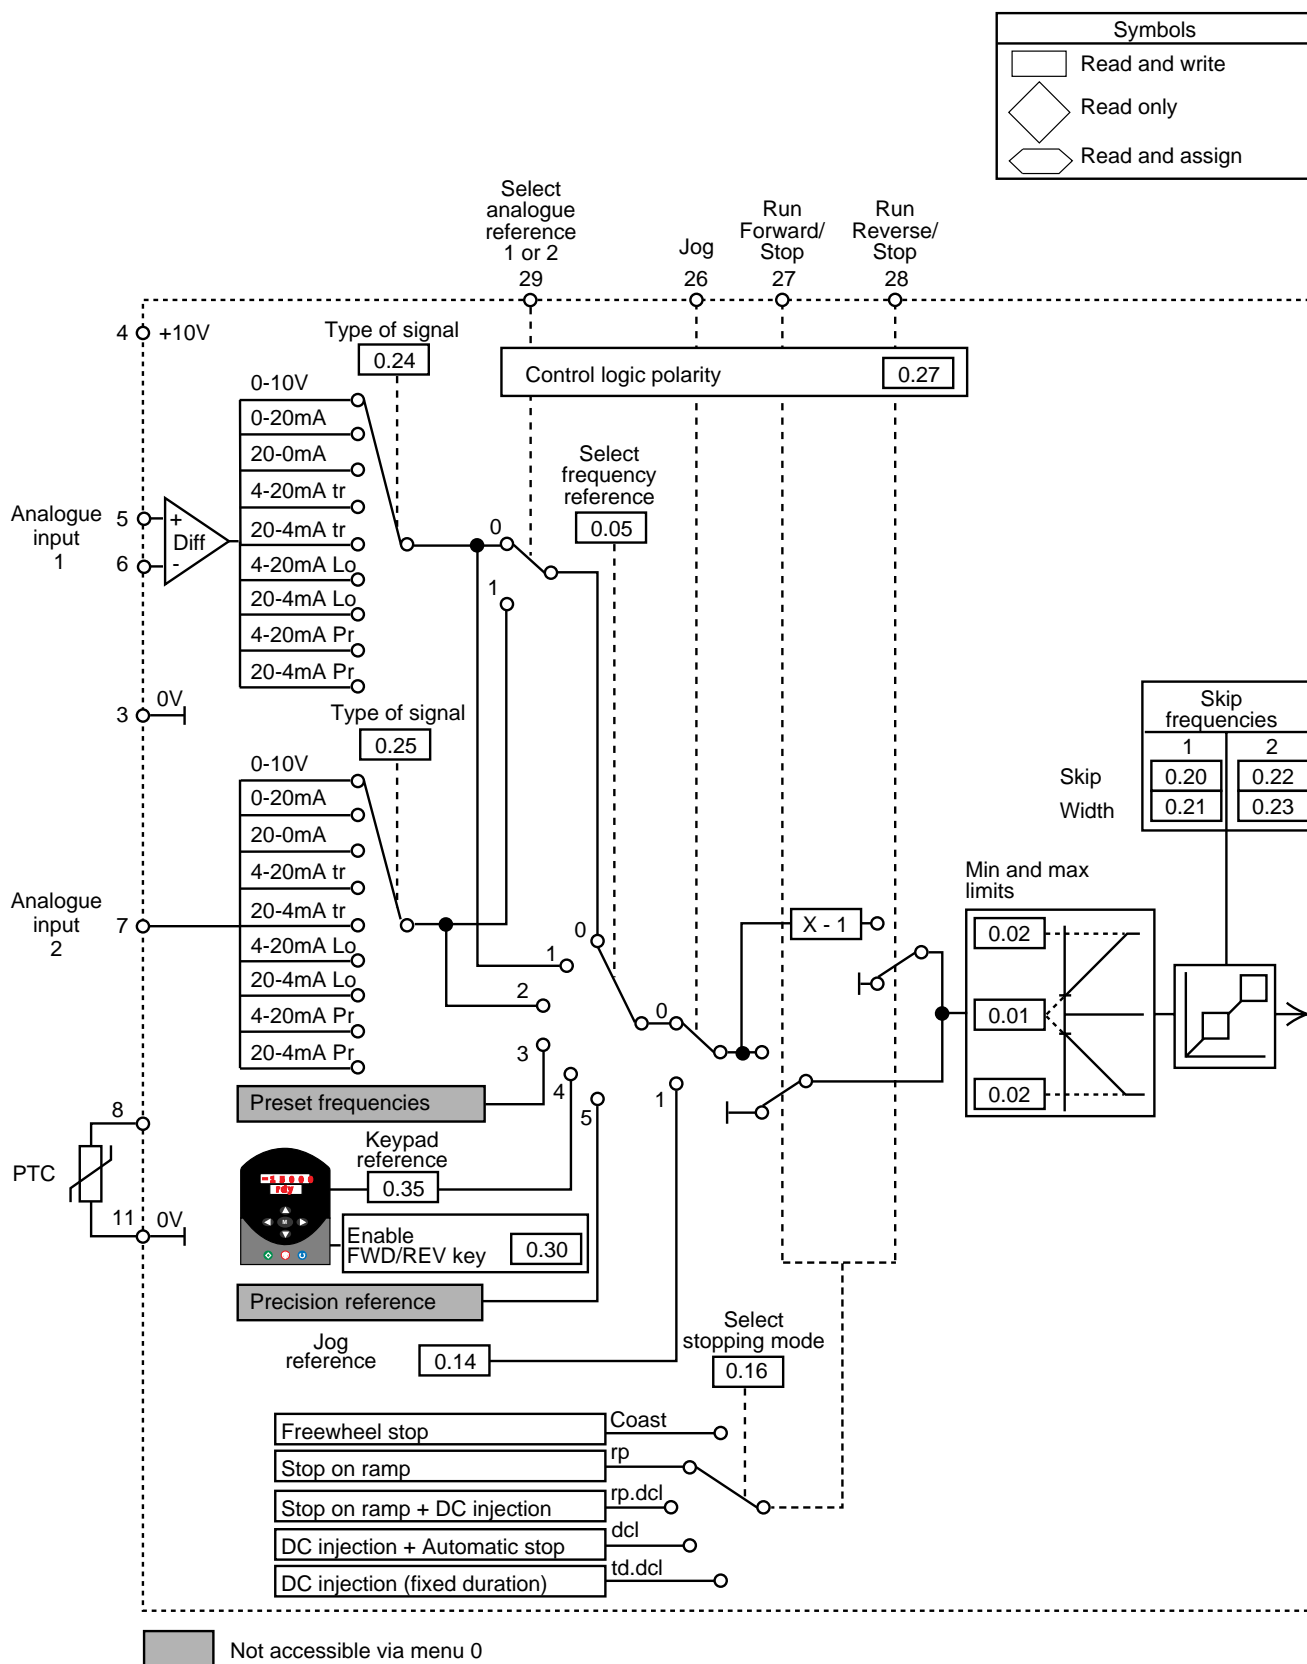 Symbols
Read and write
Read only
Read and assign
Select
analogue
reference
1 or 2
29
Jog
26
Run
Forward/
Stop
27
Run
Reverse/
Stop
28
4 +10V
Type of signal
0.24
Control logic polarity 0.27
0-10V
0-20mA
20-0mA
4-20mA tr
20-4mA tr
4-20mA Lo
20-4mA Lo
4-20mA Pr
20-4mA Pr
Select
frequency
reference
0.05
Analogue
input
1
5
6
+
Diff
-
0
1
3 0V
Type of signal
0.25
0-10V
0-20mA
20-0mA
4-20mA tr
20-4mA tr
4-20mA Lo
20-4mA Lo
4-20mA Pr
20-4mA Pr
Analogue
input
2
7
Skip
frequencies
1 2
Skip 0.20 0.22
Width 0.21 0.23
Min and max
limits
0.02
0.01
0.02
X - 1
0
1
2
3
4
5
0
1
Preset frequencies
8
PTC
11 0V
Keypad
reference
0.35
rdy
M
Enable
FWD/REV key 0.30
Precision reference
Jog
reference 0.14
Select
stopping mode
0.16
Freewheel stop Coast
Stop on ramp rp
Stop on ramp + DC injection rp.dcl
DC injection + Automatic stop dcl
DC injection (fixed duration) td.dcl
Not accessible via menu 0